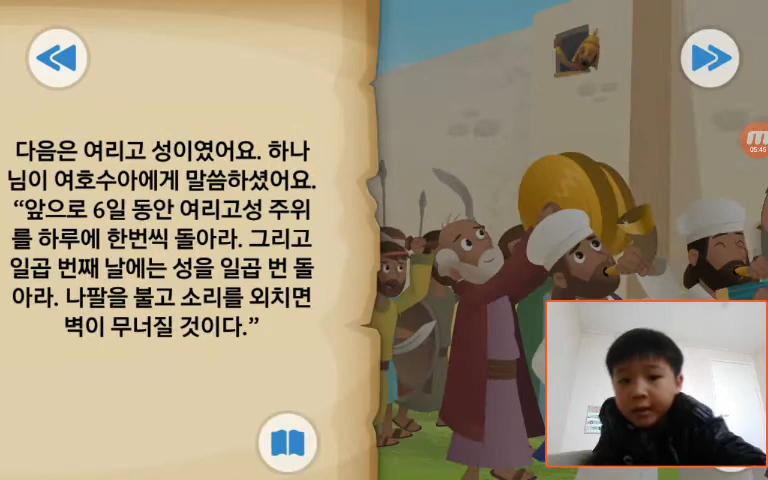 다음은 여리고 성이였어요. 하나
님이 여호수아에게 말씀하셨어요.
“앞으로 6일 동안 여리고성 주위
를 하루에 한번씩 돌아라. 그리고
일곱 번째 날에는 성을 일곱 번 돌
아라. 나팔을 불고 소리를 외치면
벽이 무너질 것이다.”
05:45